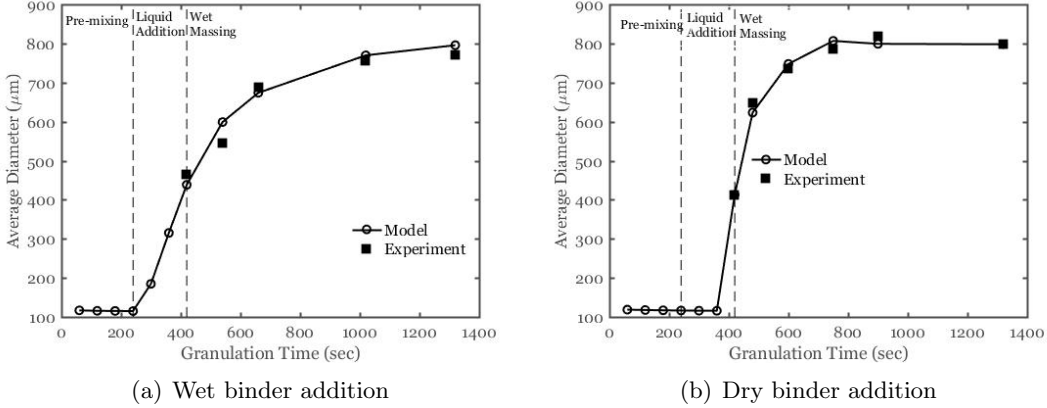 900
800
700
600
500
400
300
200
100
Average Diameter (μm)
Pre-mixing
Liquid
Addition
Wet
Massing
Model
Experiment
0 200 400 600 800 1000 1200 1400
Granulation Time (sec)
(a) Wet binder addition
900
800
700
600
500
400
300
200
100
Average Diameter (μm)
Pre-mixing
Liquid
Addition
Wet
Massing
Model
Experiment
0 200 400 600 800 1000 1200 1400
Granulation Time (sec)
(b) Dry binder addition